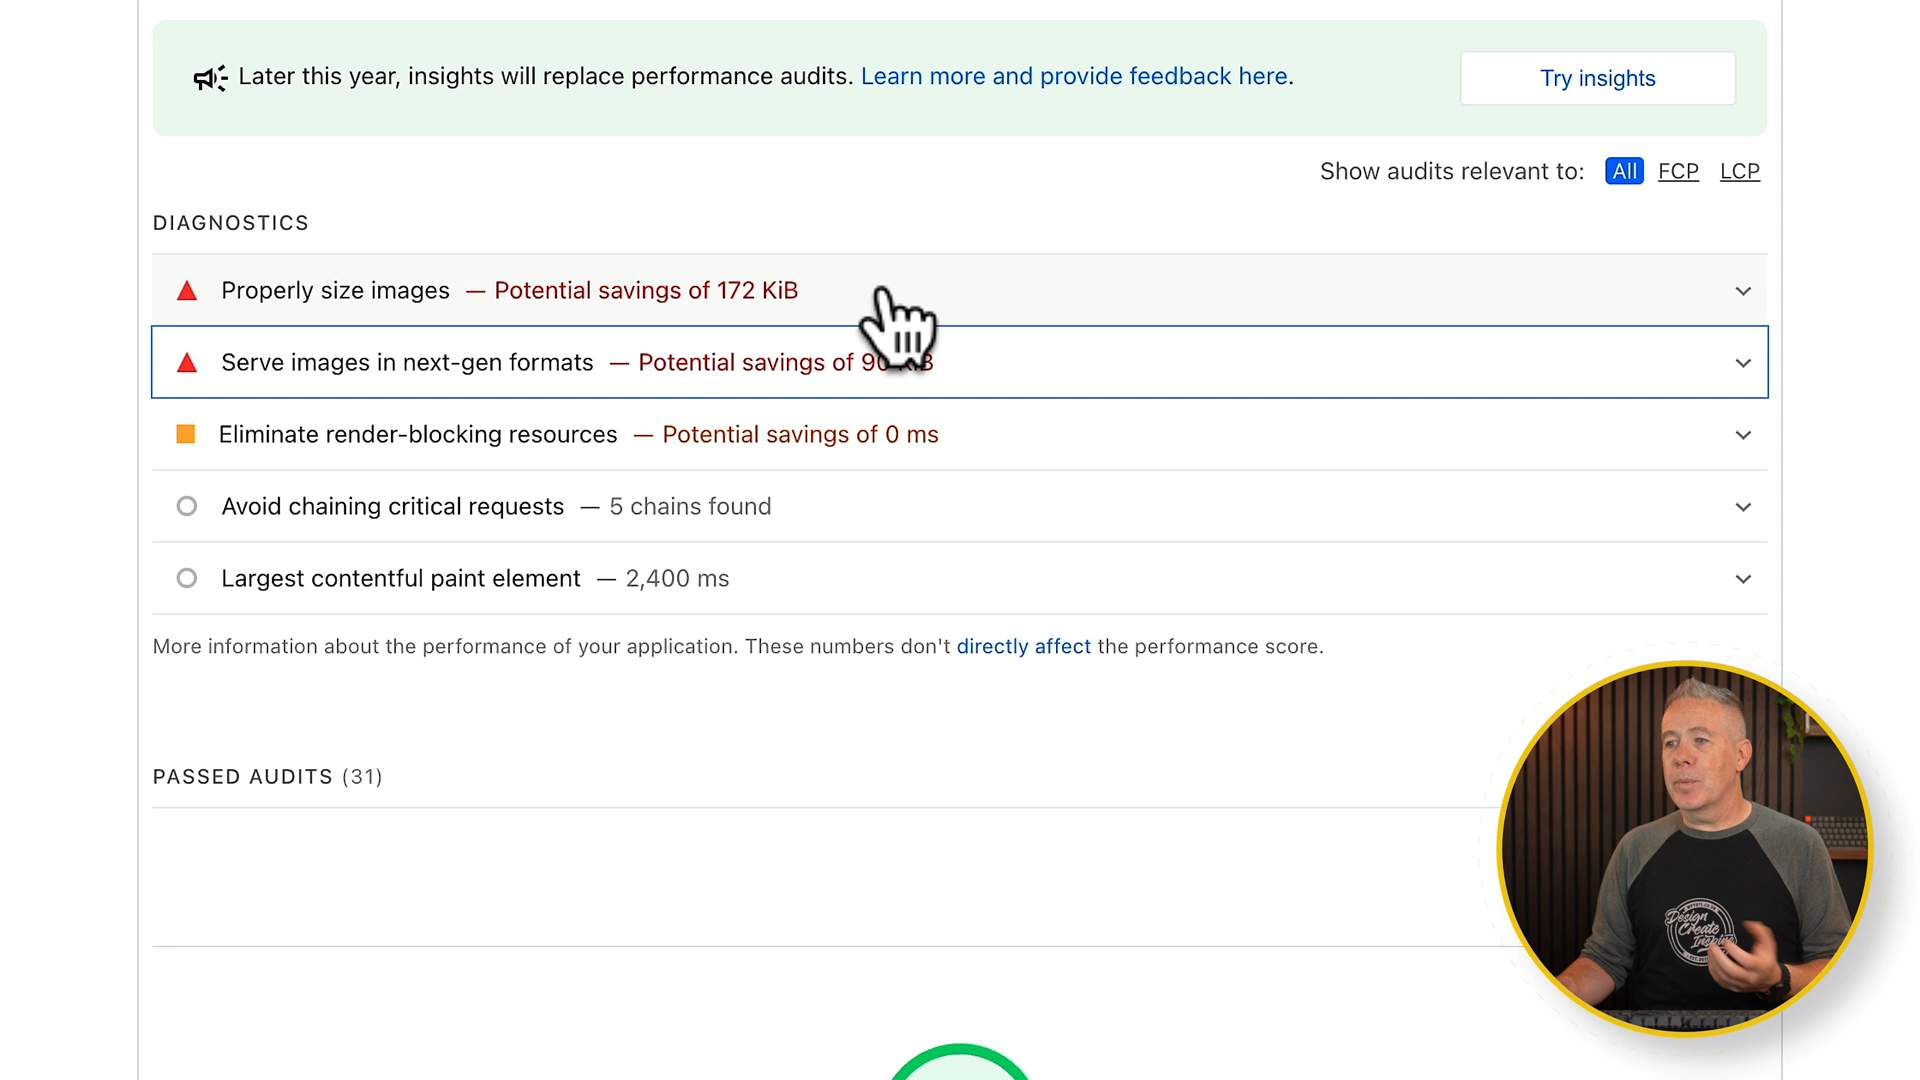 Later this year, insights will replace performance audits. Learn more and provide feedback here.
Try insights
Show audits relevant to: All FCP LCP
DIAGNOSTICS
Properly size images — Potential savings of 172 KiB
Serve images in next-gen formats — Potential savings of
Eliminate render-blocking resources — Potential savings of 0 ms
Avoid chaining critical requests — 5 chains found
Largest contentful paint element — 2,400 ms
More information about the performance of your application. These numbers don't directly affect the performance score.
PASSED AUDITS (31)
Design
Create